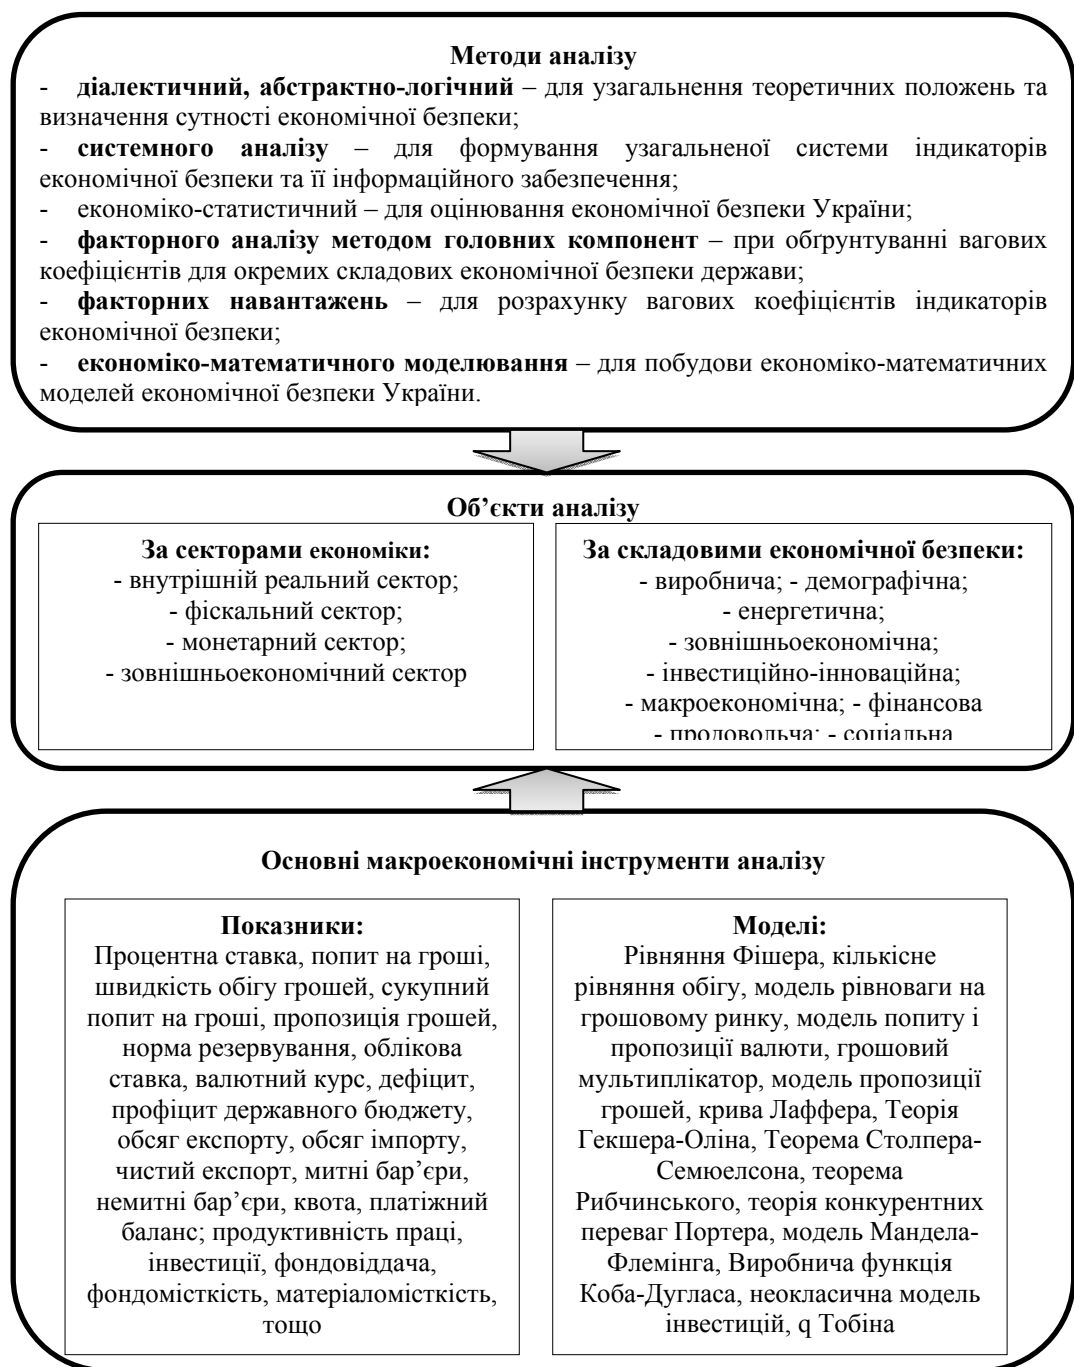 Методи аналізу
- діалектичний, абстрактно-логічний – для узагальнення теоретичних положень та
визначення сутності економічної безпеки;
- системного аналізу – для формування узагальненої системи індикаторів
економічної безпеки та її інформаційного забезпечення;
- економіко-статистичний – для оцінювання економічної безпеки України;
- факторного аналізу методом головних компонент – при обґрунтуванні вагових
коефіцієнтів для окремих складових економічної безпеки держави;
- факторних навантажень – для розрахунку вагових коефіцієнтів індикаторів
економічної безпеки;
- економіко-математичного моделювання – для побудови економіко-математичних
моделей економічної безпеки України.
Об’єкти аналізу
За секторами економіки:
- внутрішній реальний сектор;
- фіскальний сектор;
- монетарний сектор;
- зовнішньоекономічний сектор
За складовими економічної безпеки:
- виробнича; - демографічна;
- енергетична;
- зовнішньоекономічна;
- інвестиційно-інноваційна;
- макроекономічна; - фінансова
- продовольча; - соціальна
Основні макроекономічні інструменти аналізу
Показники:
Процентна ставка, попит на гроші,
швидкість обігу грошей, сукупний
попит на гроші, пропозиція грошей,
норма резервування, облікова
ставка, валютний курс, дефіцит,
профіцит державного бюджету,
обсяг експорту, обсяг імпорту,
чистий експорт, митні бар’єри,
немитні бар’єри, квота, платіжний
баланс; продуктивність праці,
інвестиції, фондовіддача,
фондомісткість, матеріаломісткість,
тощо
Моделі:
Рівняння Фішера, кількісне
рівняння обігу, модель рівноваги на
грошовому ринку, модель попиту і
пропозиції валюти, грошовий
мультиплікатор, модель пропозиції
грошей, крива Лаффера, Теорія
Гекшера-Оліна, Теорема Столпера-
Семюелсона, теорема
Рибчинського, теорія конкурентних
переваг Портера, модель Мандела-
Флемінга, Виробнича функція
Коба-Дугласа, неокласична модель
інвестицій, q Тобіна